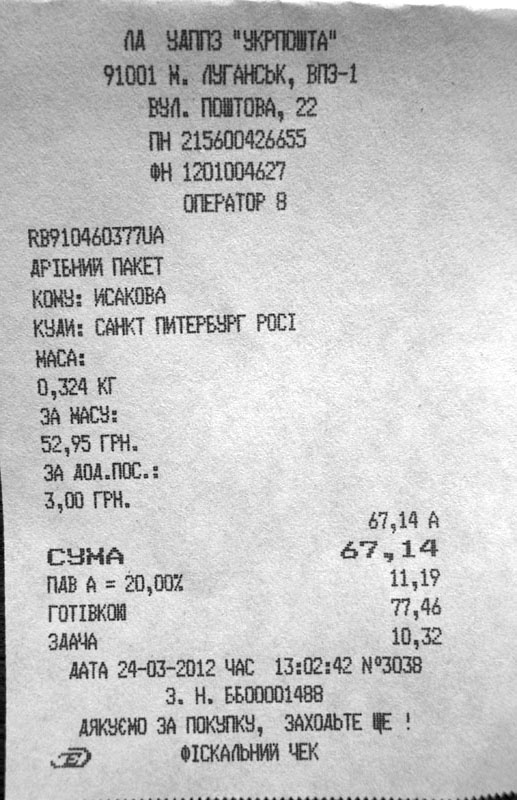 ЛА УАППЗ "УКРПОШТА"
91001 М. ЛУГАНСЬК, ВПЗ-1
ВУЛ. ПОШТОВА, 22
ПН 215600426655
ФН 1201004627
ОПЕРАТОР 8
RB910460377UA
ДРІБНИЙ ПАКЕТ
КОМУ: ИСАКОВА
КУДИ: САНКТ ПИТЕРБУРГ РОСІ
МАСА:
0,324 КГ
ЗА МАСУ:
52,95 ГРН.
ЗА ДОД.ПОС.:
3,00 ГРН.
67,14 А
СУМА 67,14
ПДВ А = 20,00% 11,19
ГОТІВКОЮ 77,46
ЗДАЧА 10,32
ДАТА 24-03-2012 ЧАС 13:02:42 №3038
З. Н. ББ00001488
ДЯКУЄМО ЗА ПОКУПКУ, ЗАХОДЬТЕ ЩЕ !
ФІСКАЛЬНИЙ ЧЕК